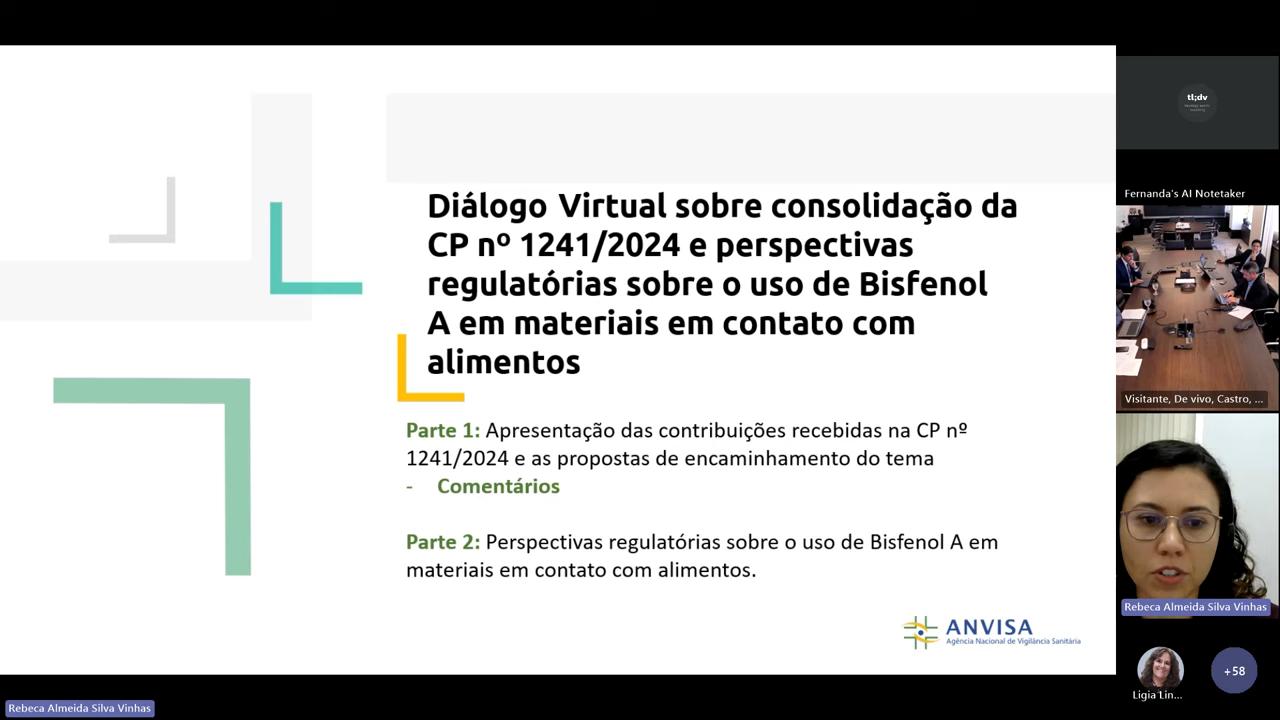 Diálogo Virtual sobre consolidação da
CP nº 1241/2024 e perspectivas
regulatórias sobre o uso de Bisfenol
A em materiais em contato com
alimentos
Parte 1: Apresentação das contribuições recebidas na CP nº
1241/2024 e as propostas de encaminhamento do tema
- Comentários
Parte 2: Perspectivas regulatórias sobre o uso de Bisfenol A em
materiais em contato com alimentos.
ANVISA
Agência Nacional de Vigilância Sanitária
Rebeca Almeida Silva Vinhas
tl;dv
Fernanda's AI Notetaker
Visitante, De vivo, Castro, ...
Rebeca Almeida Silva Vinhas
Ligia Lin...
+58